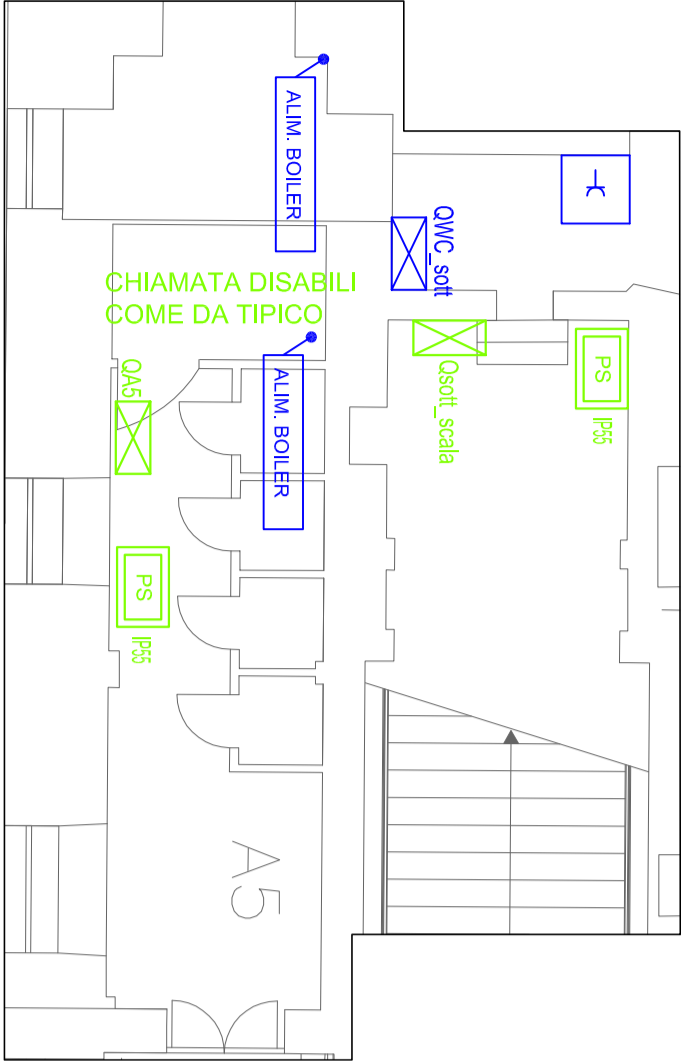 ALIM. BOILER
QWC_sott
CHIAMATA DISABILI
COME DA TIPICO
QA5
ALIM. BOILER
Qsott_scala
PS
IP55
PS
IP55
A5